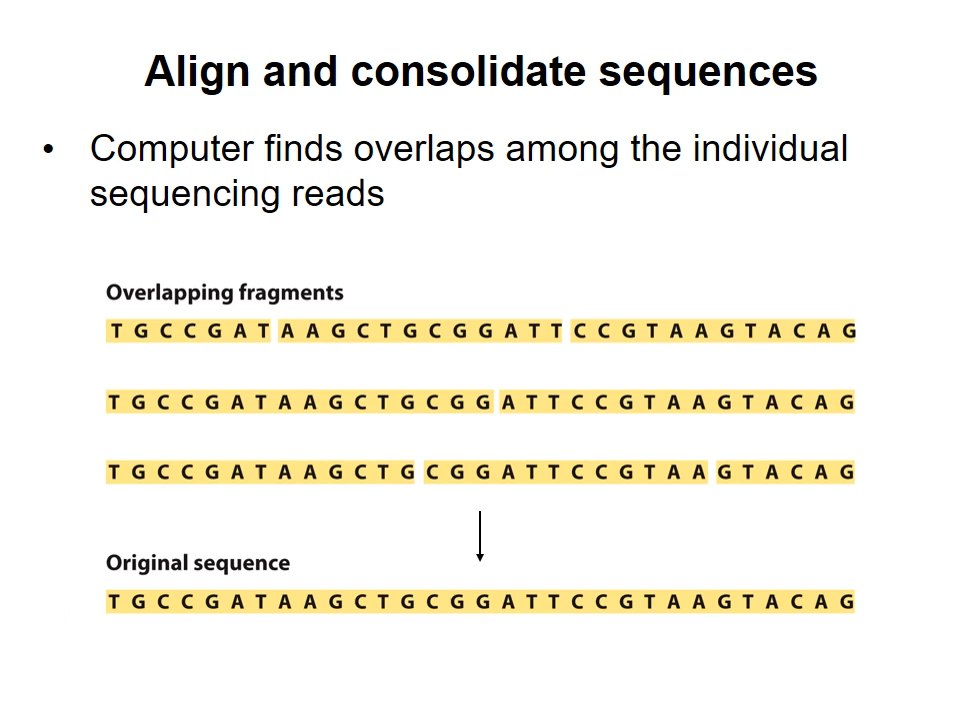 Align and consolidate sequences
• Computer finds overlaps among the individual
sequencing reads
Overlapping fragments
T G C C G A T A A G C T G C G G A T T C C G T A A G T A C A G
T G C C G A T A A G C T G C G G A T T C C G T A A G T A C A G
T G C C G A T A A G C T G C G G A T T C C G T A A G T A C A G
Original sequence
T G C C G A T A A G C T G C G G A T T C C G T A A G T A C A G